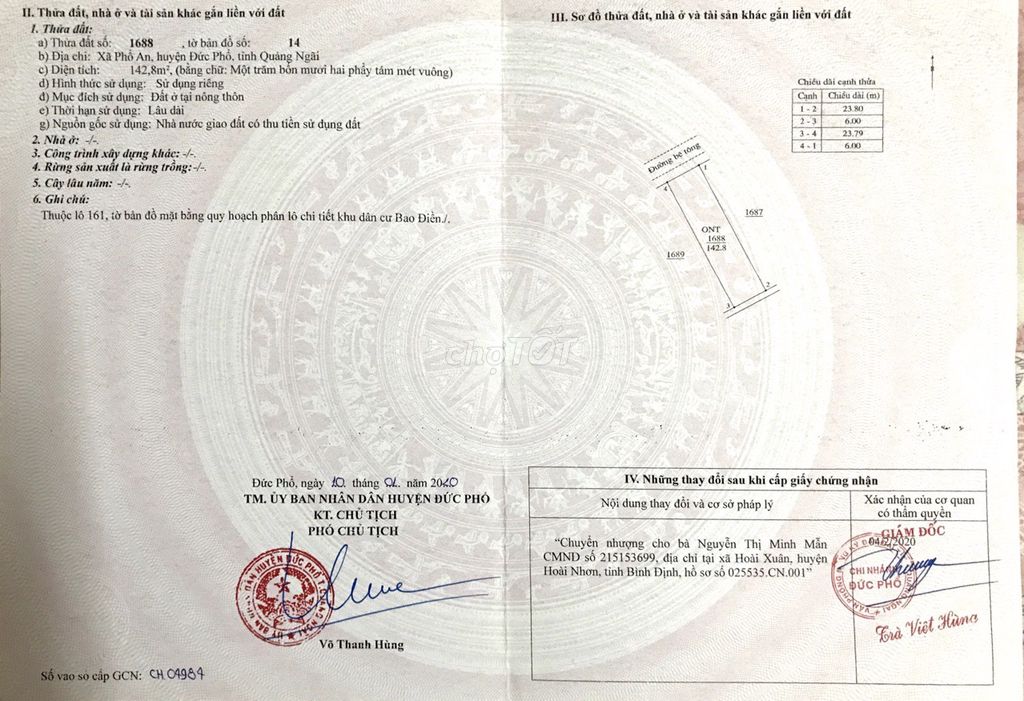 II. Thửa đất, nhà ở và tài sản khác gắn liền với đất
1. Thửa đất:
a) Thửa đất số: 1688 , tờ bản đồ số: 14
b) Địa chỉ: Xã Phổ An, huyện Đức Phổ, tỉnh Quảng Ngãi
c) Diện tích: 142,8m², (bằng chữ: Một trăm bốn mươi hai phẩy tám mét vuông)
d) Hình thức sử dụng: Sử dụng riêng
đ) Mục đích sử dụng: Đất ở tại nông thôn
e) Thời hạn sử dụng: Lâu dài
g) Nguồn gốc sử dụng: Nhà nước giao đất có thu tiền sử dụng đất
2. Nhà ở: -/-.
3. Công trình xây dựng khác: -/-.
4. Rừng sản xuất là rừng trồng:-/-.
5. Cây lâu năm: -/-.
6. Ghi chú:
Thuộc lô 161, tờ bản đồ mặt bằng quy hoạch phân lô chi tiết khu dân cư Bao Điền./.
Đức Phổ, ngày 10 tháng 02 năm 2020
TM. ỦY BAN NHÂN DÂN HUYỆN ĐỨC PHỔ
KT. CHỦ TỊCH
PHÓ CHỦ TỊCH
Võ Thanh Hùng
Số vào sổ cấp GCN: CH 04984
III. Sơ đồ thửa đất, nhà ở và tài sản khác gắn liền với đất
Chiều dài cạnh thửa
Cạnh Chiều dài (m)
1 - 2 23.80
2 - 3 6.00
3 - 4 23.79
4 - 1 6.00
Đường bê tông
4 1
1687
ONT
1688
142.8
1689
2
3
chợTỐT
IV. Những thay đổi sau khi cấp giấy chứng nhận
Nội dung thay đổi và cơ sở pháp lý
Xác nhận của cơ quan
có thẩm quyền
"Chuyển nhượng cho bà Nguyễn Thị Minh Mẫn
CMND số 215153699, địa chỉ tại xã Hoài Xuân, huyện
Hoài Nhơn, tỉnh Bình Định, hồ sơ số 025535.CN.001"
GIÁM ĐỐC
04/2/2020
CHI NHÁNH
ĐỨC PHỔ
Trà Việt Hùng